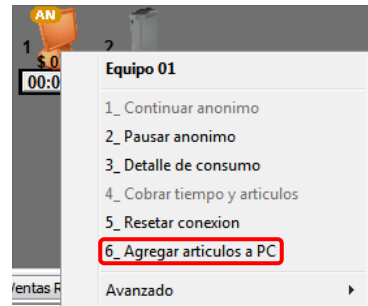 AN
1
2
$ 0
00:0
Equipo 01
1_ Continuar anonimo
2_ Pausar anonimo
3_ Detalle de consumo
4_ Cobrar tiempo y articulos
5_ Resetar conexion
6_ Agregar articulos a PC
entas R
Avanzado